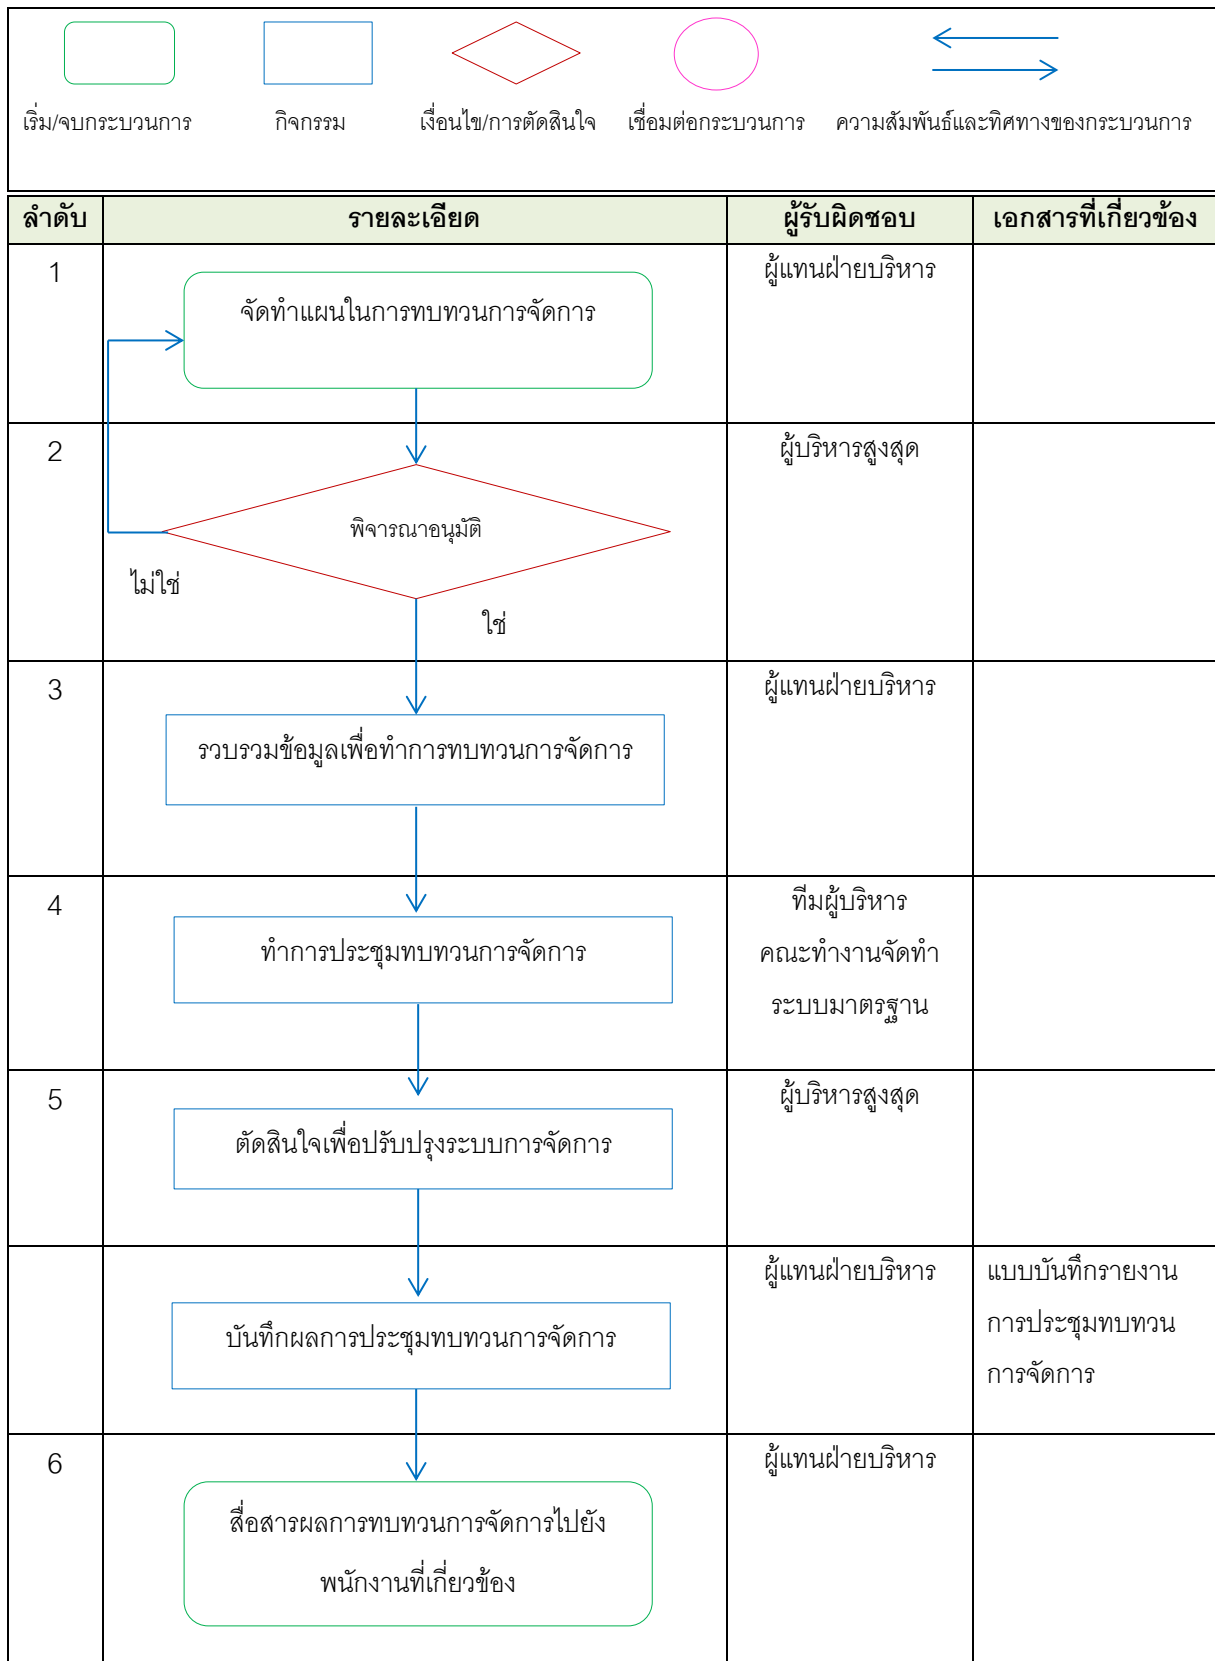 เริ่ม/จบกระบวนการ กิจกรรม เงื่อนไข/การตัดสินใจ เชื่อมต่อกระบวนการ ความสัมพันธ์และทิศทางของกระบวนการ
ลำดับ รายละเอียด ผู้รับผิดชอบ เอกสารที่เกี่ยวข้อง
1 ผู้แทนฝ่ายบริหาร
จัดทำแผนในการทบทวนการจัดการ
2 ผู้บริหารสูงสุด
พิจารณาอนุมัติ
ไม่ใช่
ใช่
3 ผู้แทนฝ่ายบริหาร
รวบรวมข้อมูลเพื่อทำการทบทวนการจัดการ
4 ทีมผู้บริหาร
ทำการประชุมทบทวนการจัดการ คณะทำงานจัดทำ
ระบบมาตรฐาน
5 ผู้บริหารสูงสุด
ตัดสินใจเพื่อปรับปรุงระบบการจัดการ
ผู้แทนฝ่ายบริหาร แบบบันทึกรายงาน
บันทึกผลการประชุมทบทวนการจัดการ การประชุมทบทวน
การจัดการ
6 ผู้แทนฝ่ายบริหาร
สื่อสารผลการทบทวนการจัดการไปยัง
พนักงานที่เกี่ยวข้อง